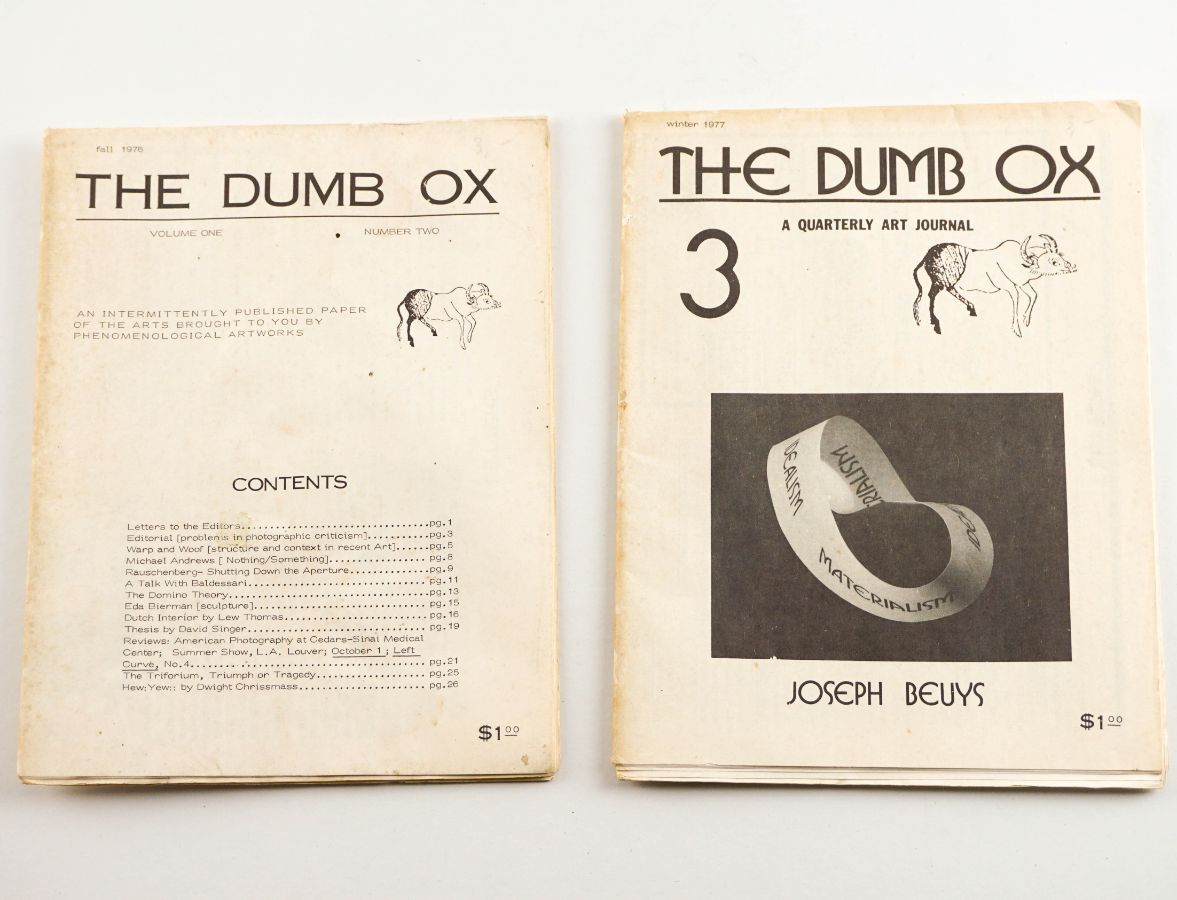 fall 1976
THE DUMB OX
VOLUME ONE NUMBER TWO
AN INTERMITTENTLY PUBLISHED PAPER
OF THE ARTS BROUGHT TO YOU BY
PHENOMENOLOGICAL ARTWORKS
CONTENTS
Letters to the Editors..............................pg.1
Editorial [problems in photographic criticism]..............pg.3
Warp and Woof [structure and context in recent Art]......pg.5
Michael Andrews [ Nothing/Something]................pg.8
Rauschenberg- Shutting Down the Aperture.............pg.9
A Talk With Baldessari.............................pg.11
The Domino Theory................................pg.13
Eda Bierman [sculpture]............................pg.15
Dutch Interior by Lew Thomas.......................pg.16
Thesis by David Singer.............................pg.19
Reviews: American Photography at Cedars-Sinai Medical
Center; Summer Show, L.A. Louver; October 1 ; Left
Curve, No.4......................................pg.21
The Triforium, Triumph or Tragedy...................pg.25
Hew:Yew:: by Dwight Chrissmass.....................pg.26
$1 00
winter 1977
THE DUMB OX
A QUARTERLY ART JOURNAL
3
IDEALISM
MATERIALISM
JOSEPH BEUYS
$1 00